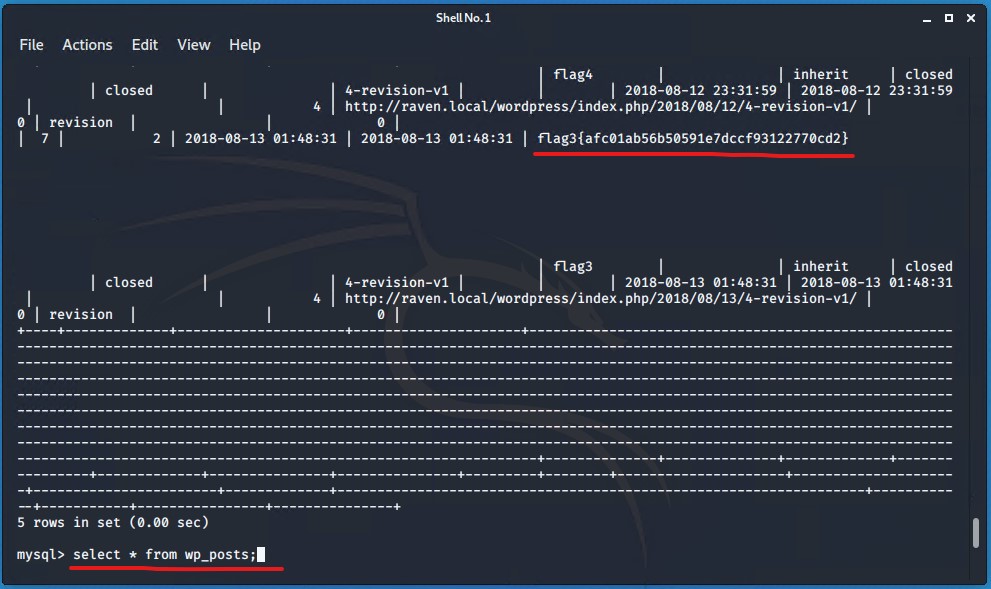 Shell No. 1
File Actions Edit View Help
| flag4 | | inherit | closed
| closed | | 4-revision-v1 | | 2018-08-12 23:31:59 | 2018-08-12 23:31:59
| | 4 | http://raven.local/wordpress/index.php/2018/08/12/4-revision-v1/ |
0 | revision | | 0 |
| 7 | 2 | 2018-08-13 01:48:31 | 2018-08-13 01:48:31 | flag3{afc01ab56b50591e7dccf93122770cd2}
| flag3 | | inherit | closed
| closed | | 4-revision-v1 | | 2018-08-13 01:48:31 | 2018-08-13 01:48:31
| | 4 | http://raven.local/wordpress/index.php/2018/08/13/4-revision-v1/ |
0 | revision | | 0 |
5 rows in set (0.00 sec)
mysql> select * from wp_posts;